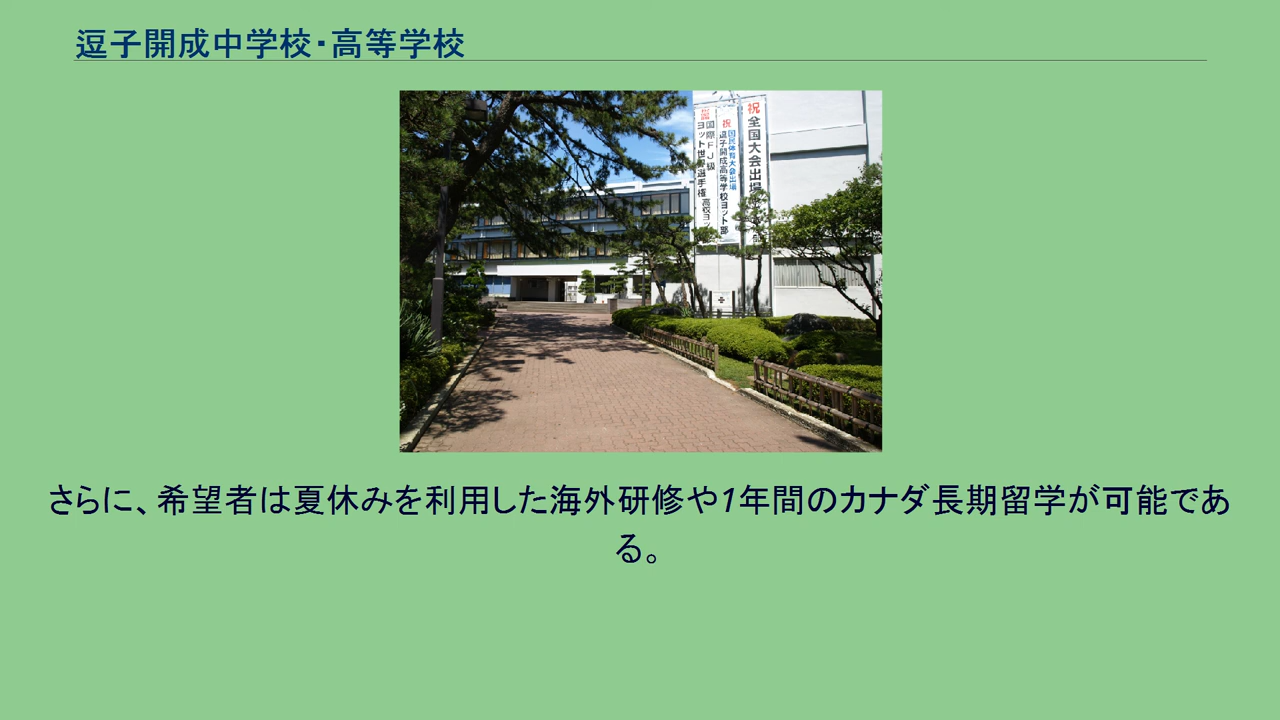 逗子開成中学校・高等学校
祝全国大会出場
祝
国民体育大会出場
逗子開成高等学校ヨット部
国際FJ級
ヨット世界選手権
高校ヨッ
さらに、希望者は夏休みを利用した海外研修や1年間のカナダ長期留学が可能であ
る。